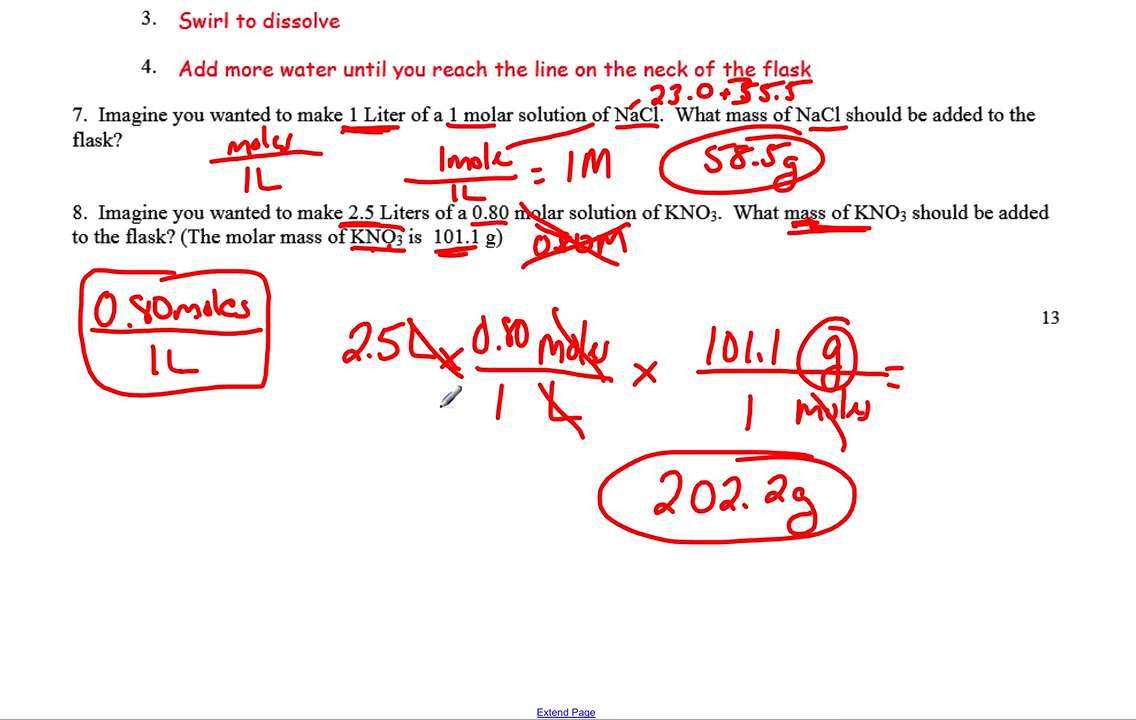 3. Swirl to dissolve
4. Add more water until you reach the line on the neck of the flask
23.0 + 35.5
7. Imagine you wanted to make 1 Liter of a 1 molar solution of NaCl. What mass of NaCl should be added to the
flask?
moles
1L
1mole
1L
= 1M
58.5g
8. Imagine you wanted to make 2.5 Liters of a 0.80 molar solution of KNO₃. What mass of KNO₃ should be added
to the flask? (The molar mass of KNO₃ is 101.1 g)
0.80M
0.80moles
1L
2.5L x 0.80 moles x 101.1 g =
1 L 1 moles
13
202.2g
Extend Page